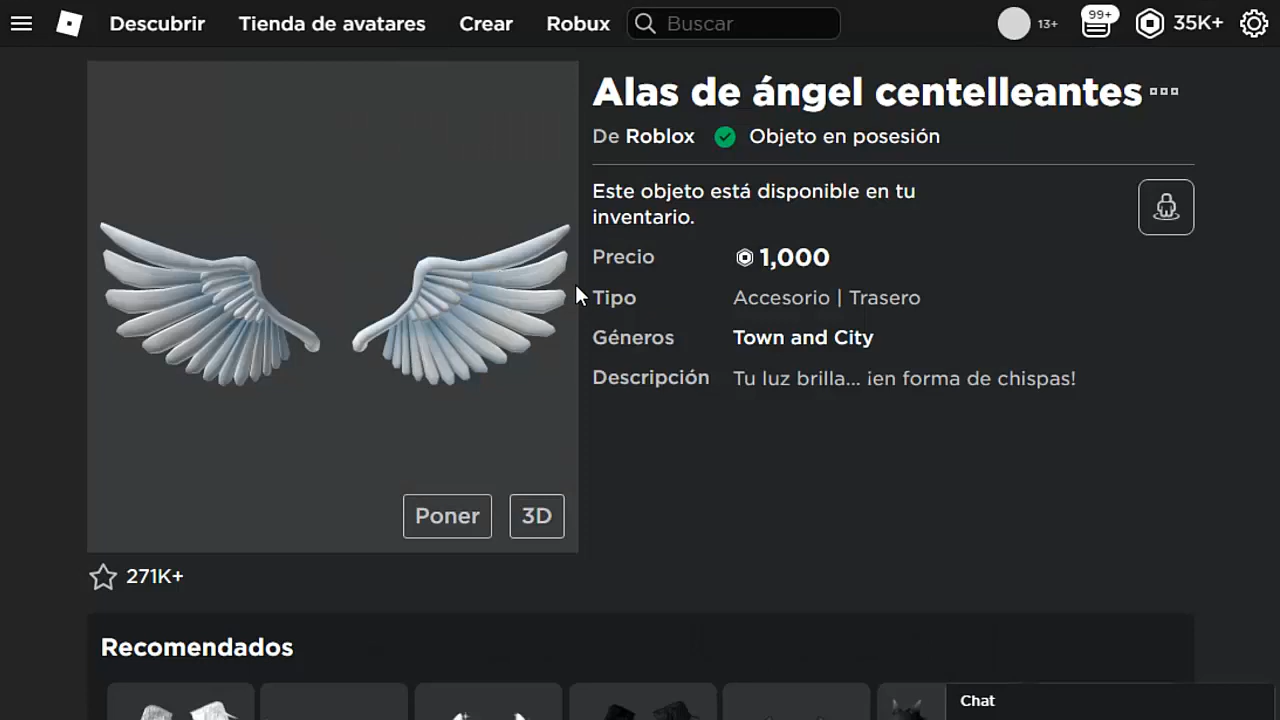 Descubrir Tienda de avatares Crear Robux Buscar 13+ 99+ 35K+
Alas de ángel centelleantes
De Roblox Objeto en posesión
Este objeto está disponible en tu
inventario.
Precio 1,000
Tipo Accesorio | Trasero
Géneros Town and City
Descripción Tu luz brilla... ¡en forma de chispas!
Poner 3D
271K+
Recomendados
Chat